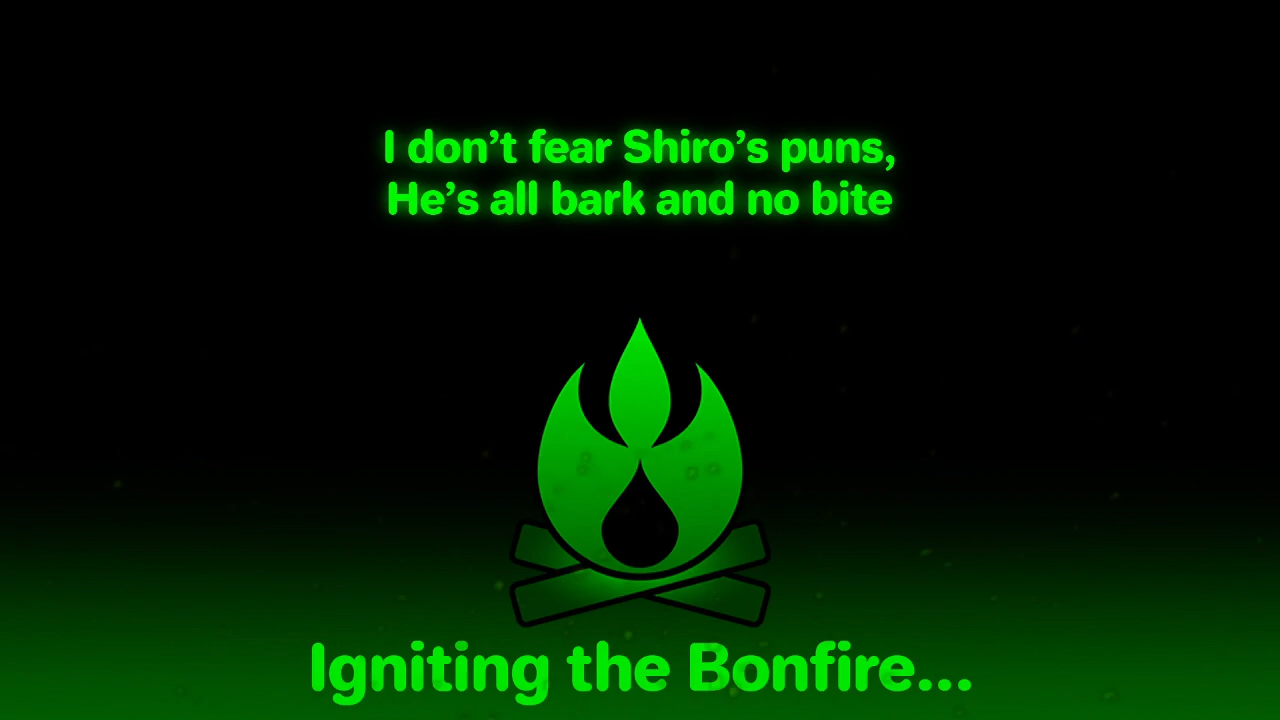 I don’t fear Shiro’s puns,
He’s all bark and no bite
Igniting the Bonfire...